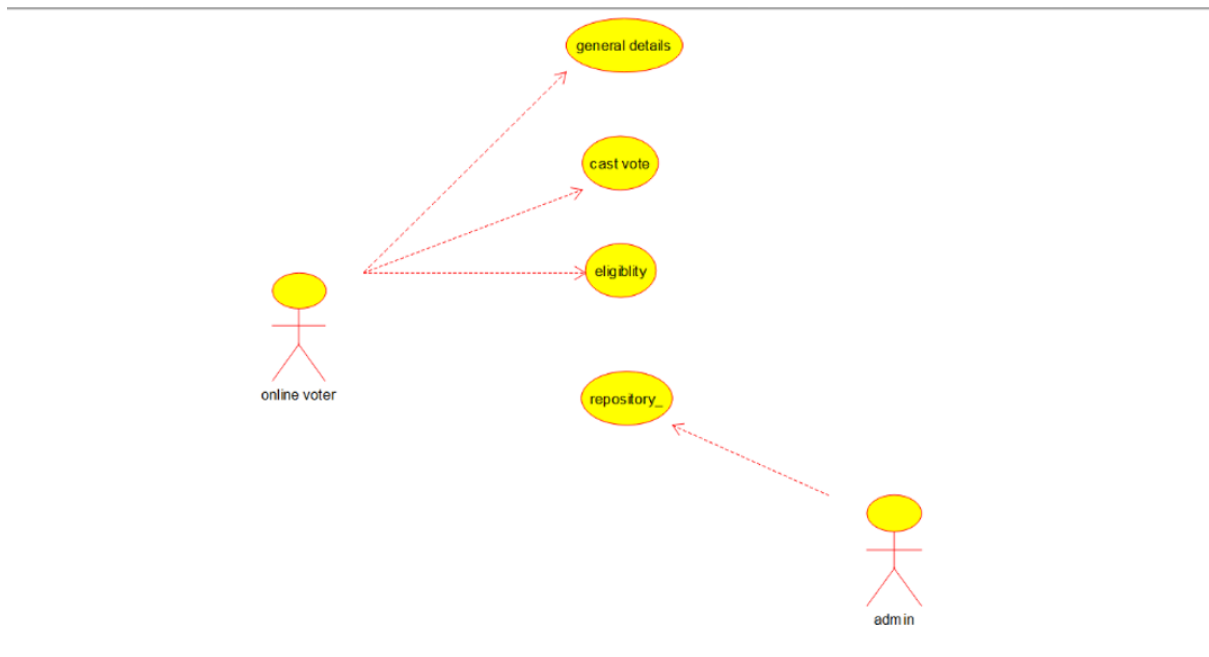 general details
cast vote
eligiblity
online voter
repository_
admin